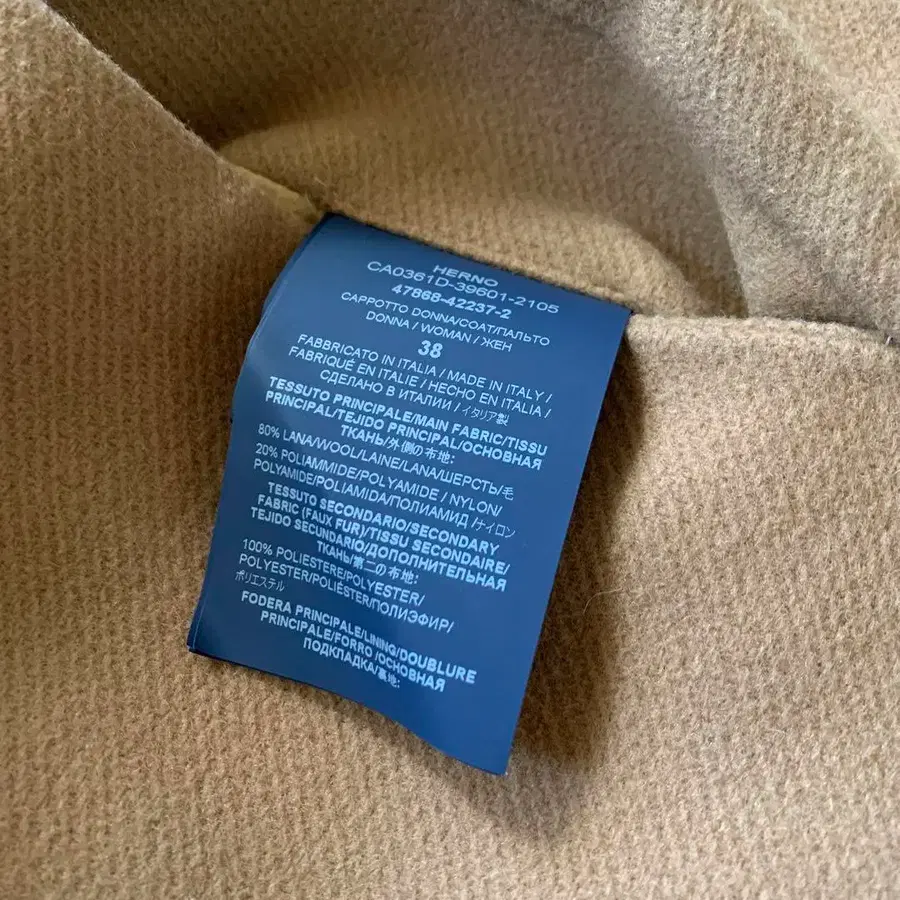 HERNO
CA0361D-39601-2105
47868-42237-2
CAPPOTTO DONNA/COAT/ПАЛЬТО
DONNA / WOMAN / ЖЕН
38
FABBRICATO IN ITALIA / MADE IN ITALY /
FABRIQUÉ EN ITALIE / HECHO EN ITALIA /
СДЕЛАНО В ИТАЛИИ / イタリア製
TESSUTO PRINCIPALE/MAIN FABRIC/TISSU
PRINCIPAL/TEJIDO PRINCIPAL/ОСНОВНАЯ
ТКАНЬ/外側の布地:
80% LANA/WOOL/LAINE/LANA/ШЕРСТЬ/毛
20% POLIAMMIDE/POLYAMIDE / NYLON/
POLYAMIDE/POLIAMIDA/ПОЛИАМИД /ナイロン
TESSUTO SECONDARIO/SECONDARY
FABRIC (FAUX FUR)/TISSU SECONDAIRE/
TEJIDO SECUNDARIO/ДОПОЛНИТЕЛЬНАЯ
ТКАНЬ/第二の布地:
100% POLIESTERE/POLYESTER/
POLYESTER/POLIÉSTER/ПОЛИЭФИР/
ポリエステル
FODERA PRINCIPALE/LINING/DOUBLURE
PRINCIPALE/FORRO /ОСНОВНАЯ
ПОДКЛАДКА/裏地: